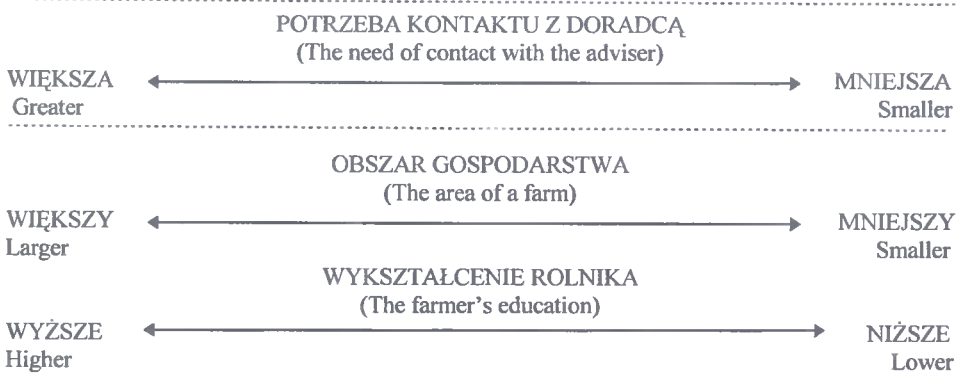 POTRZEBA KONTAKTU Z DORADCĄ
(The need of contact with the adviser)
WIĘKSZA MNIEJSZA
Greater Smaller
OBSZAR GOSPODARSTWA
(The area of a farm)
WIĘKSZY MNIEJSZY
Larger Smaller
WYKSZTAŁCENIE ROLNIKA
(The farmer's education)
WYŻSZE NIŻSZE
Higher Lower